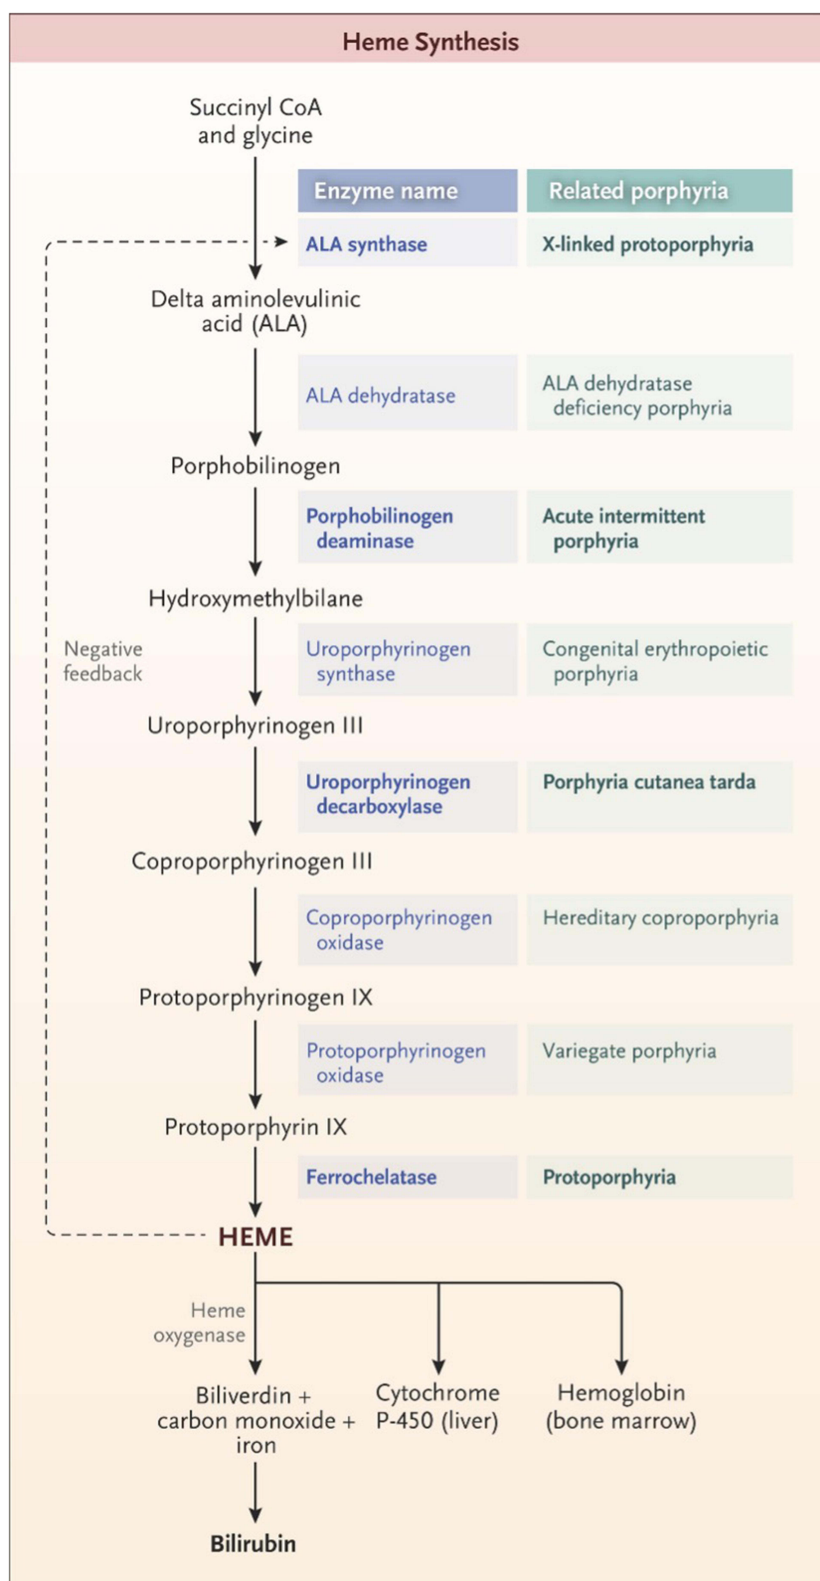 Heme Synthesis
Succinyl CoA
and glycine
Enzyme name
Related porphyria
ALA synthase
X-linked protoporphyria
Delta aminolevulinic
acid (ALA)
ALA dehydratase
ALA dehydratase
deficiency porphyria
Porphobilinogen
Porphobilinogen
deaminase
Acute intermittent
porphyria
Hydroxymethylbilane
Negative
feedback
Uroporphyrinogen
synthase
Congenital erythropoietic
porphyria
Uroporphyrinogen III
Uroporphyrinogen
decarboxylase
Porphyria cutanea tarda
Coproporphyrinogen III
Coproporphyrinogen
oxidase
Hereditary coproporphyria
Protoporphyrinogen IX
Protoporphyrinogen
oxidase
Variegate porphyria
Protoporphyrin IX
Ferrochelatase
Protoporphyria
HEME
Heme
oxygenase
Biliverdin +
carbon monoxide +
iron
Cytochrome
P-450 (liver)
Hemoglobin
(bone marrow)
Bilirubin